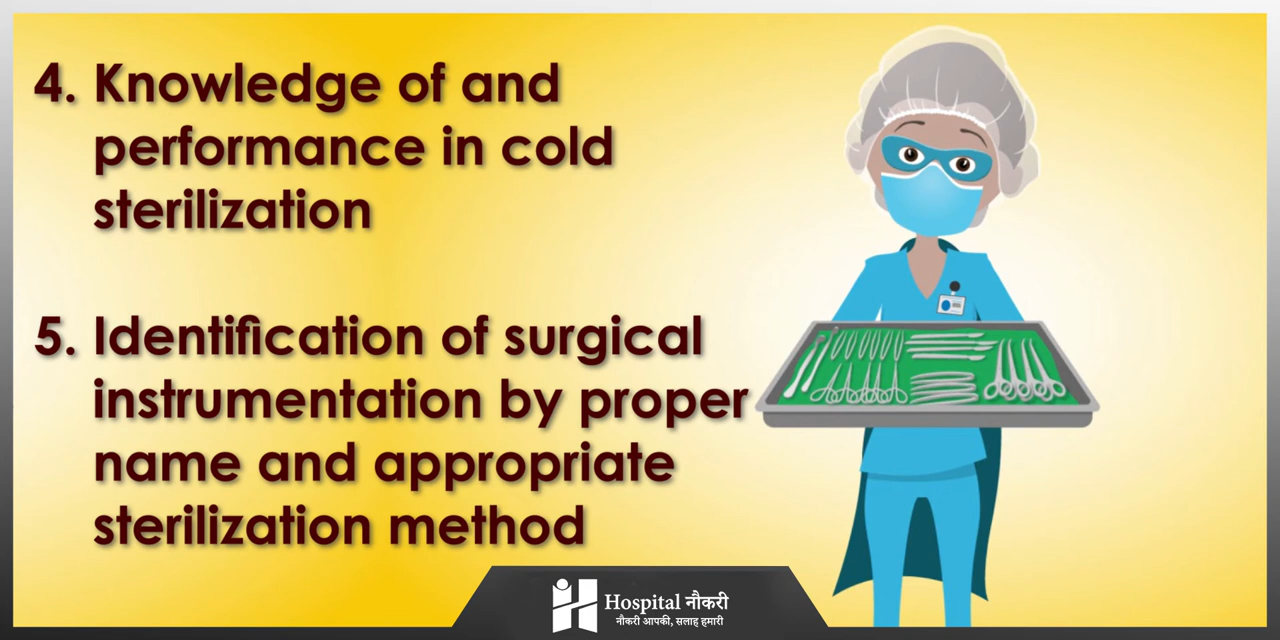 4. Knowledge of and
performance in cold
sterilization
5. Identification of surgical
instrumentation by proper
name and appropriate
sterilization method
Hospital नौकरी
नौकरी आपकी, सलाह हमारी